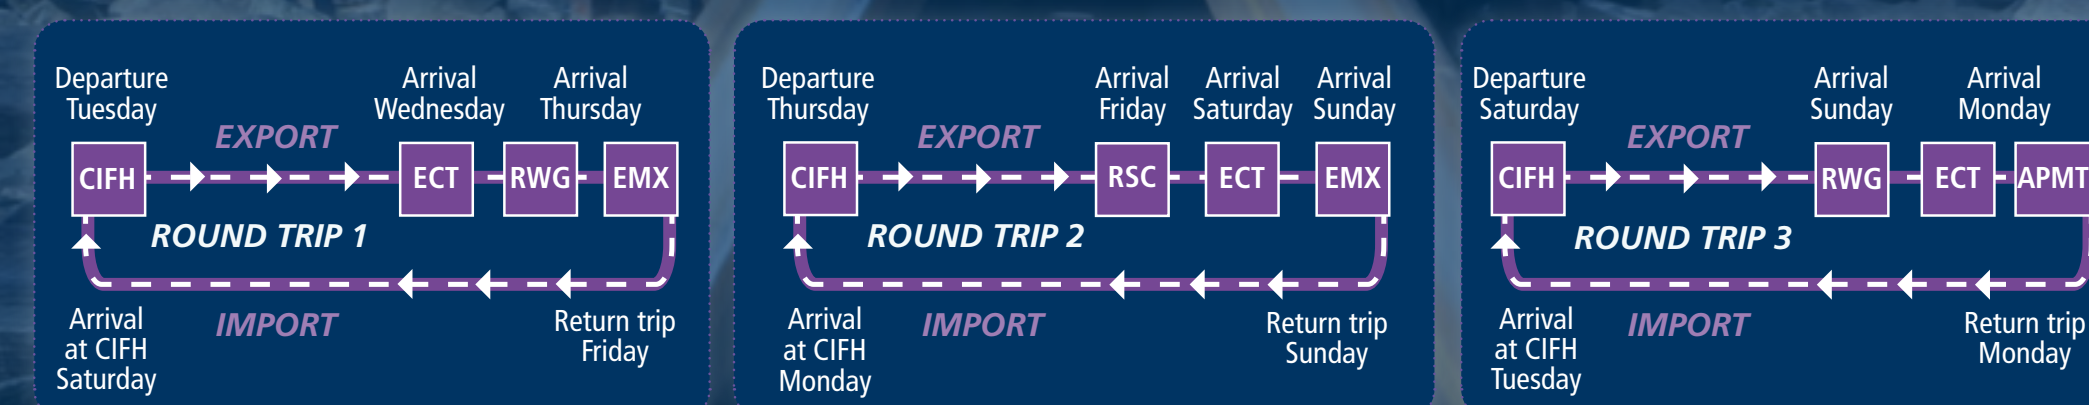 Departure
Tuesday
Arrival
Wednesday
Arrival
Thursday
EXPORT
CIFH
ECT
RWG
EMX
ROUND TRIP 1
Arrival
at CIFH
Saturday
IMPORT
Return trip
Friday
Departure
Thursday
Arrival
Friday
Arrival
Saturday
Arrival
Sunday
EXPORT
CIFH
RSC
ECT
EMX
ROUND TRIP 2
Arrival
at CIFH
Monday
IMPORT
Return trip
Sunday
Departure
Saturday
Arrival
Sunday
Arrival
Monday
EXPORT
CIFH
RWG
ECT
APMT
ROUND TRIP 3
Arrival
at CIFH
Tuesday
IMPORT
Return trip
Monday